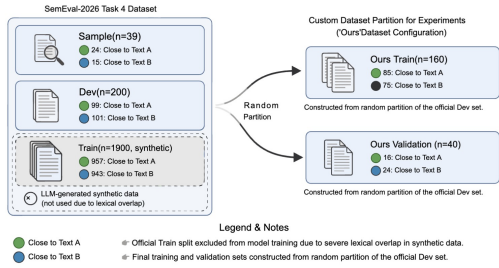 SemEval-2026 Task 4 Dataset
Sample(n=39)
24: Close to Text A
15: Close to Text B
Dev(n=200)
99: Close to Text A
101: Close to Text B
Train(n=1900, synthetic)
957: Close to Text A
943: Close to Text B
LLM-generated synthetic data
(not used due to lexical overlap)
Random
Partition
Custom Dataset Partition for Experiments
('Ours'Dataset Configuration)
Ours Train(n=160)
85: Close to Text A
75: Close to Text B
Constructed from random partition of the official Dev set.
Ours Validation (n=40)
16: Close to Text A
24: Close to Text B
Constructed from random partition of the official Dev set.
Legend & Notes
Close to Text A
Official Train split excluded from model training due to severe lexical overlap in synthetic data.
Close to Text B
Final training and validation sets constructed from random partition of the official Dev set.